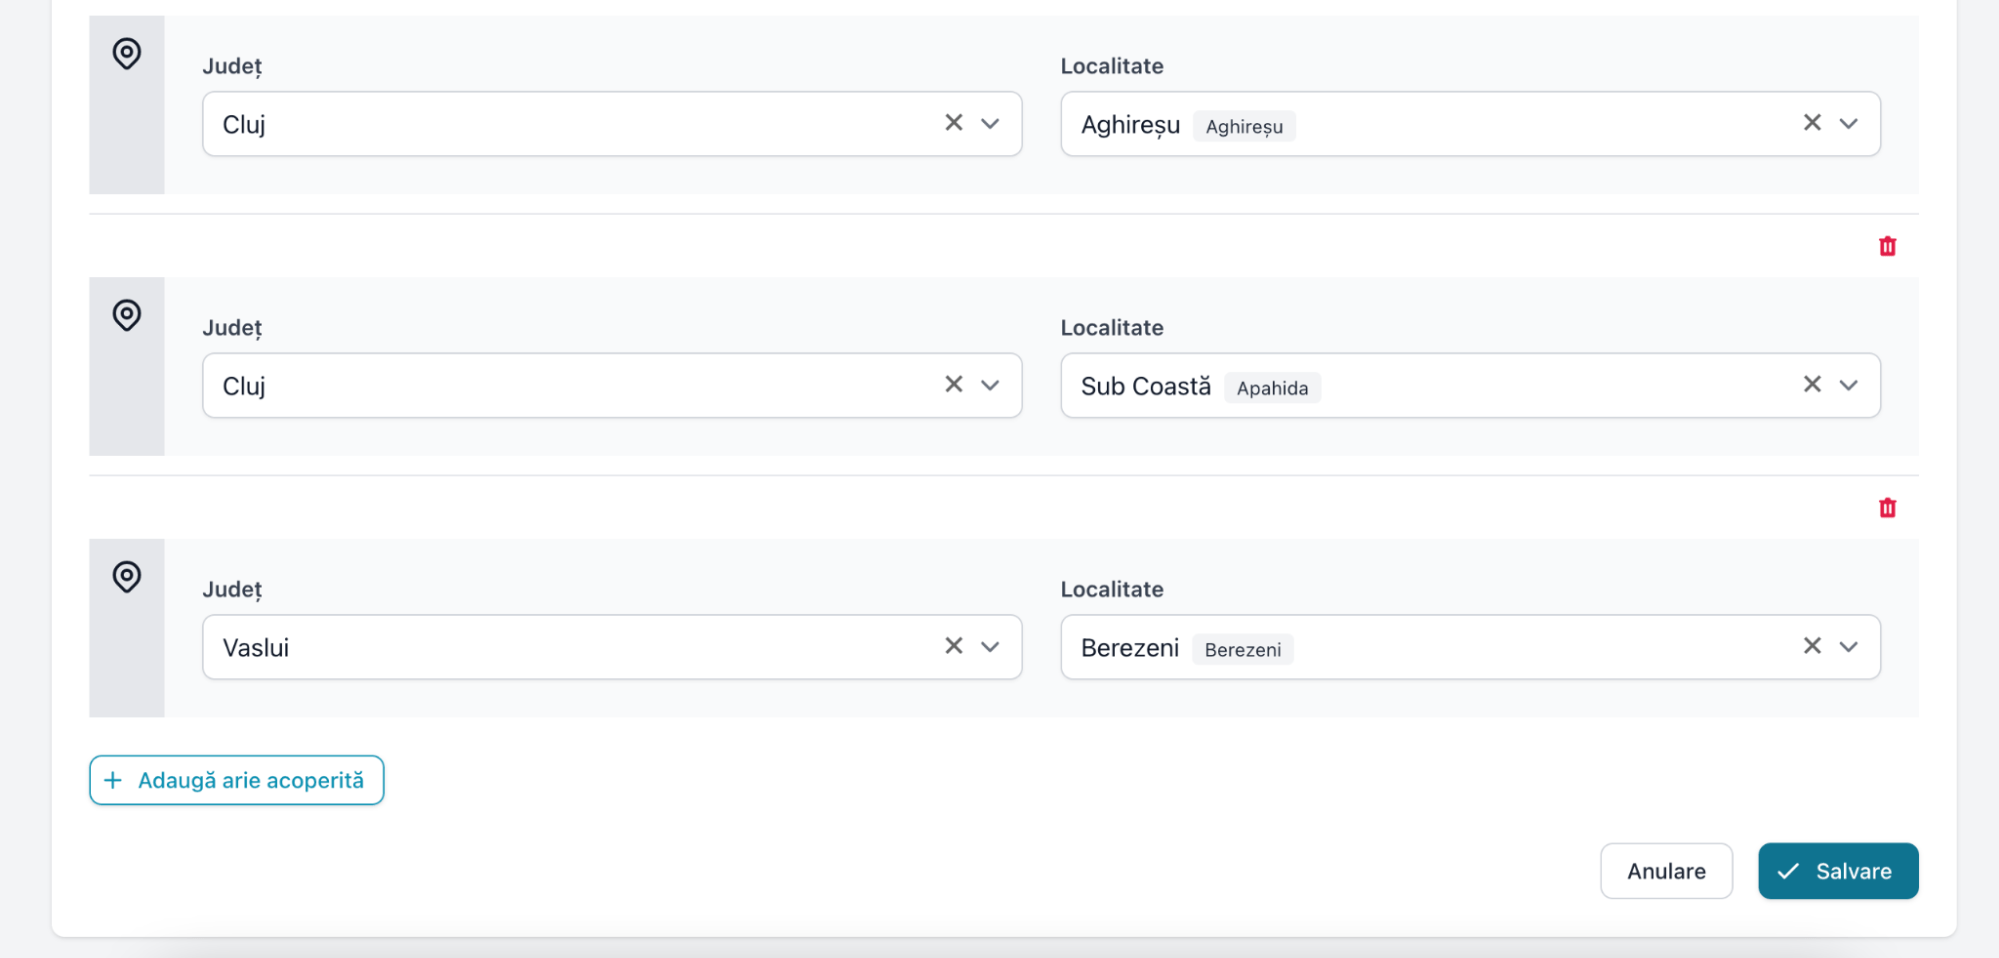 Județ Localitate
Cluj Aghireșu Aghireșu
Județ Localitate
Cluj Sub Coastă Apahida
Județ Localitate
Vaslui Berezeni Berezeni
Adaugă arie acoperită
Anulare Salvare